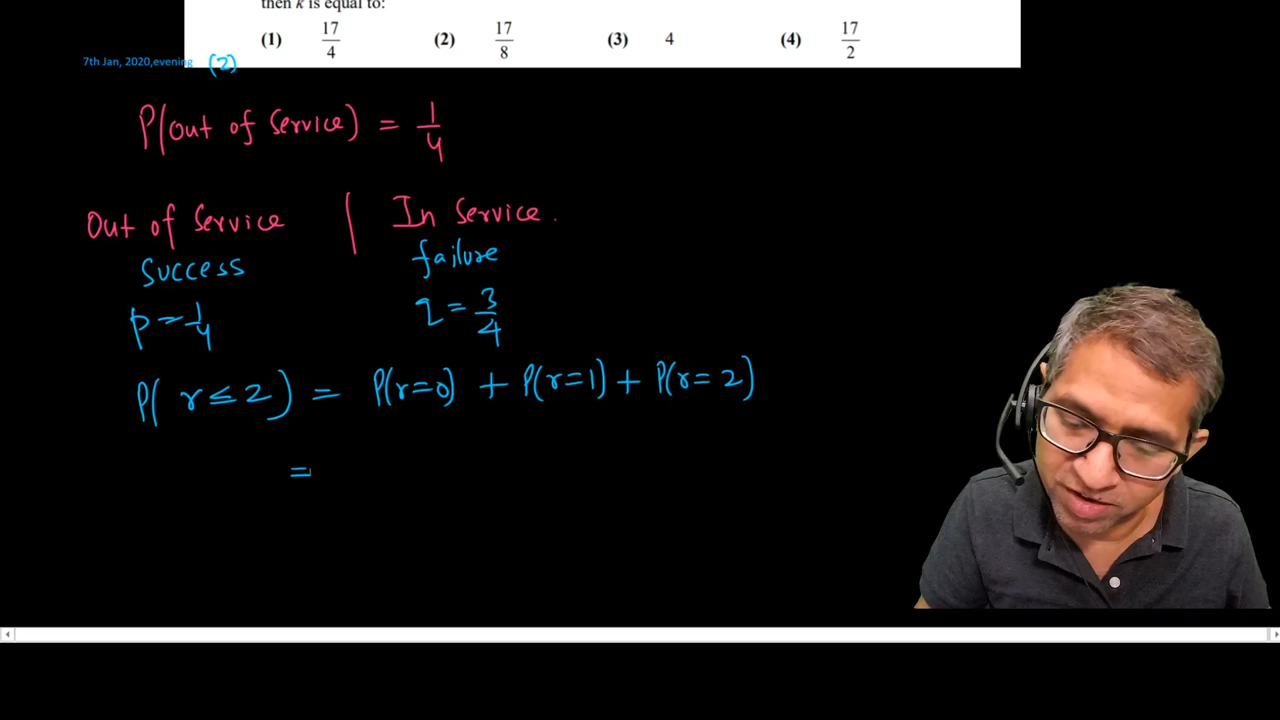 then k is equal to:
(1) 17/4 (2) 17/8 (3) 4 (4) 17/2
7th Jan, 2020,evening (2)
P(Out of Service) = 1/4
Out of Service | In Service.
Success failure
p = 1/4 q = 3/4
P( r ≤ 2) = P(r=0) + P(r=1) + P(r= 2)
=